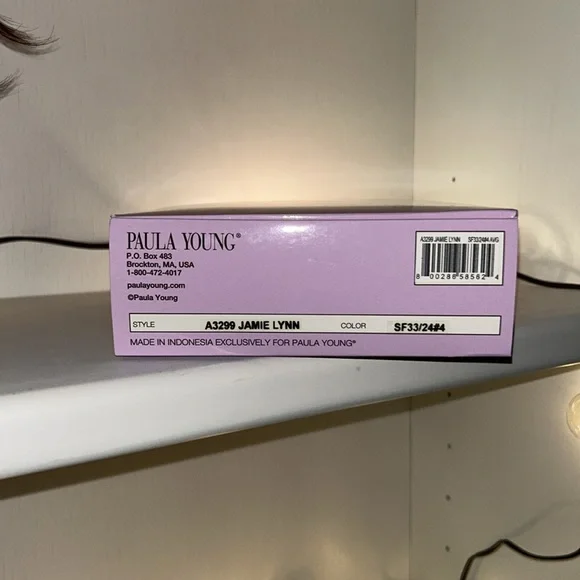 PAULA YOUNG®
P.O. Box 483
Brockton, MA, USA
1-800-472-4017
paulayoung.com
©Paula Young
A3299 JAMIE LYNN SF33/24#4 AVG
8 00286 58562 4
STYLE A3299 JAMIE LYNN COLOR SF33/24#4
MADE IN INDONESIA EXCLUSIVELY FOR PAULA YOUNG®